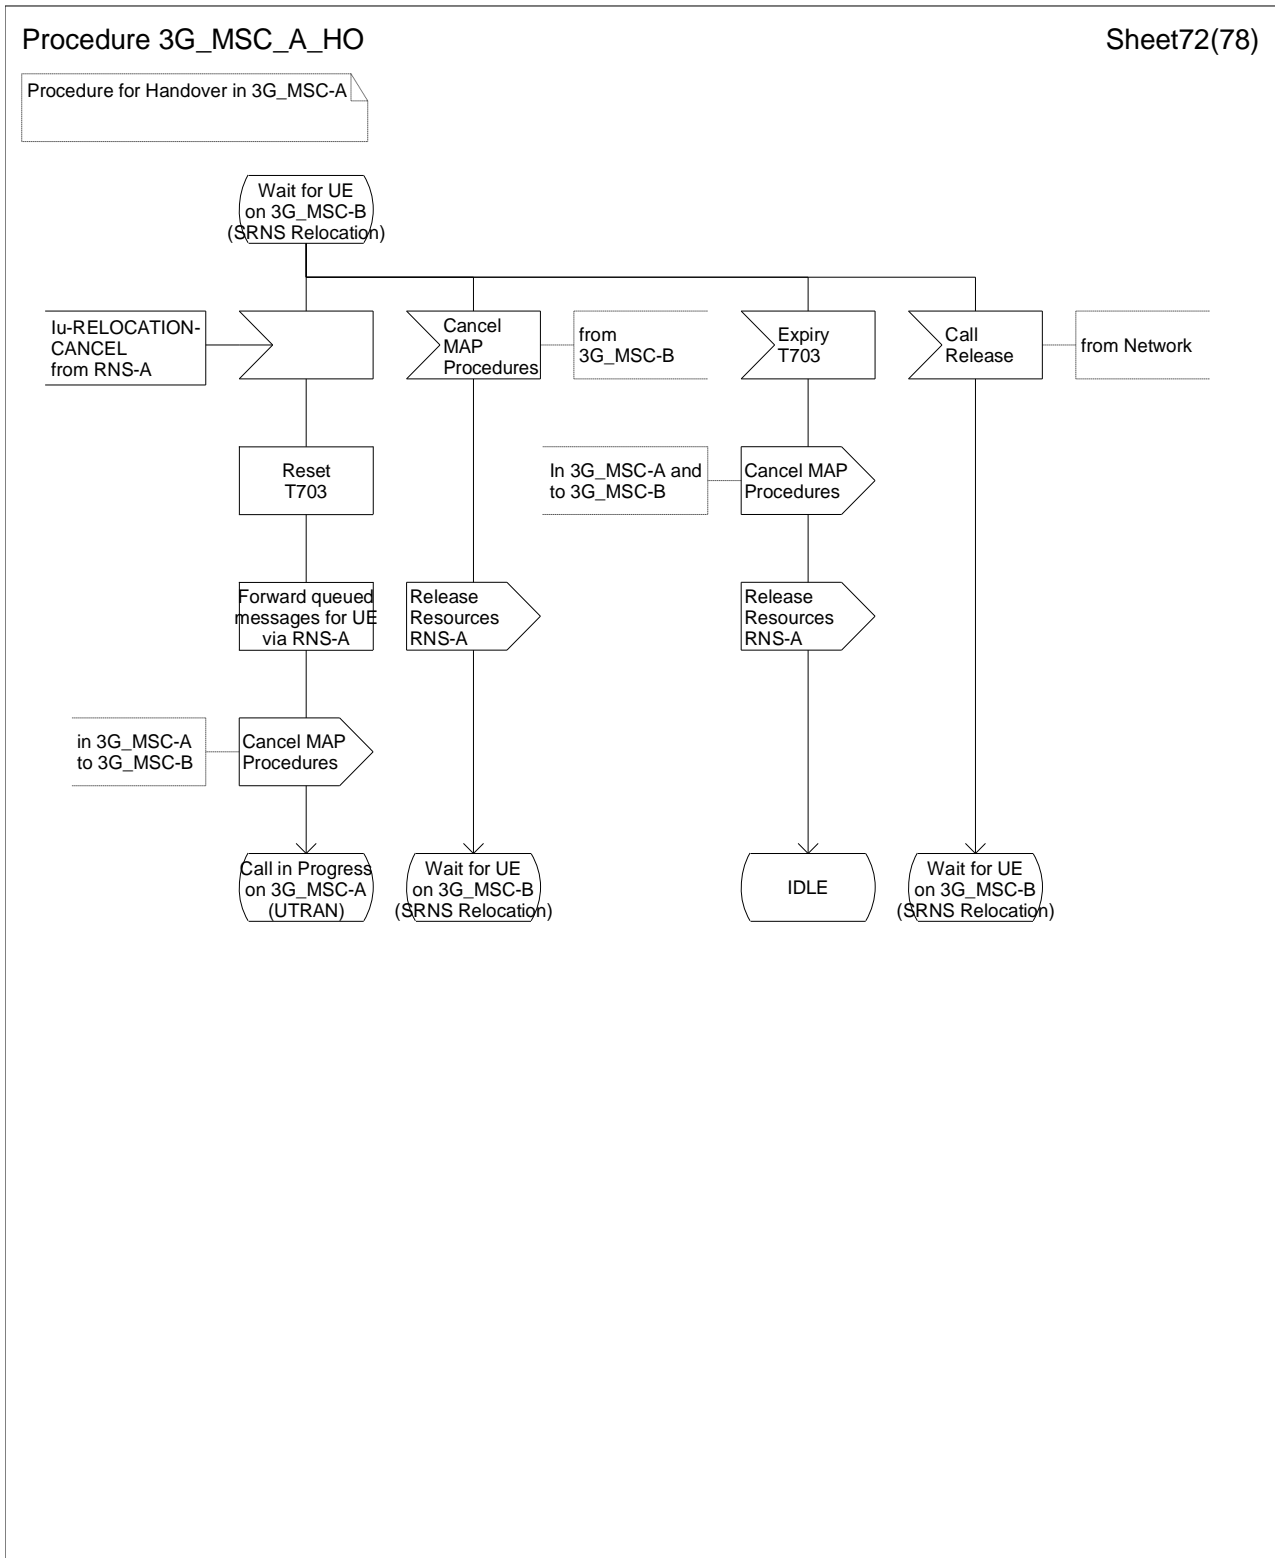 Procedure 3G_MSC_A_HO
Sheet72(78)
Procedure for Handover in 3G_MSC-A
Wait for UE
on 3G_MSC-B
(SRNS Relocation)
Iu-RELOCATION-
CANCEL
from RNS-A
Cancel
MAP
Procedures
from
3G_MSC-B
Expiry
T703
Call
Release
from Network
Reset
T703
In 3G_MSC-A and
to 3G_MSC-B
Cancel MAP
Procedures
Forward queued
messages for UE
via RNS-A
Release
Resources
RNS-A
Release
Resources
RNS-A
in 3G_MSC-A
to 3G_MSC-B
Cancel MAP
Procedures
Call in Progress
on 3G_MSC-A
(UTRAN)
Wait for UE
on 3G_MSC-B
(SRNS Relocation)
IDLE
Wait for UE
on 3G_MSC-B
(SRNS Relocation)